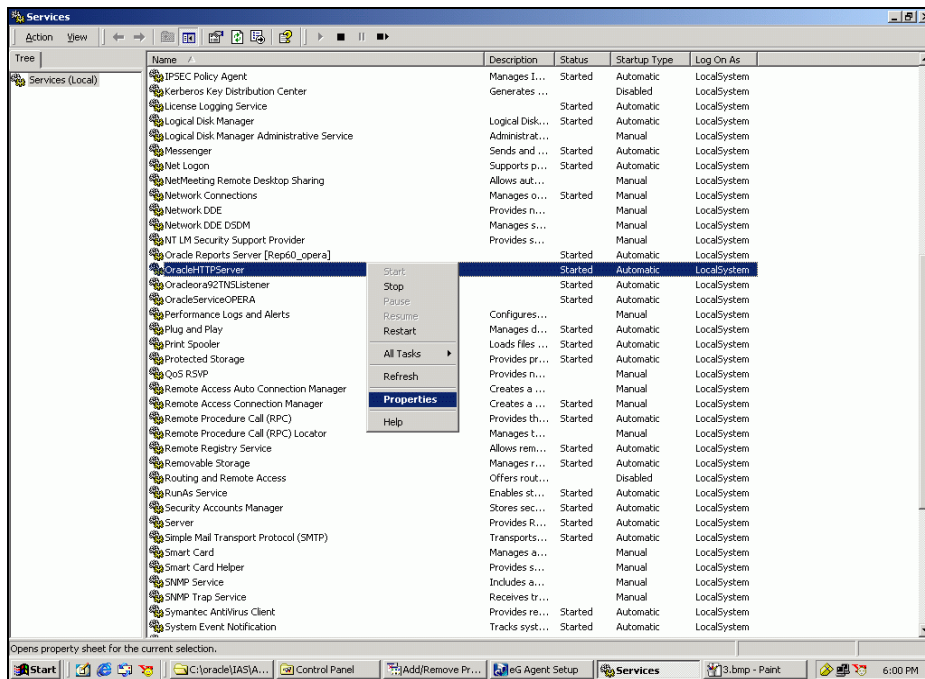 Services
Action View
Tree
Name Description Status Startup Type Log On As
Services (Local)
IPSEC Policy Agent Manages I... Started Automatic LocalSystem
Kerberos Key Distribution Center Generates ... Disabled LocalSystem
License Logging Service Started Automatic LocalSystem
Logical Disk Manager Logical Disk... Started Automatic LocalSystem
Logical Disk Manager Administrative Service Administrat... Manual LocalSystem
Messenger Sends and ... Started Automatic LocalSystem
Net Logon Supports p... Started Automatic LocalSystem
NetMeeting Remote Desktop Sharing Allows aut... Manual LocalSystem
Network Connections Manages o... Started Manual LocalSystem
Network DDE Provides n... Manual LocalSystem
Network DDE DSDM Manages s... Manual LocalSystem
NT LM Security Support Provider Provides s... Manual LocalSystem
Oracle Reports Server [Rep60_opera] Started Automatic LocalSystem
OracleHTTPServer Started Automatic LocalSystem
Oracleora92TNSListener Started Automatic LocalSystem
OracleServiceOPERA Started Automatic LocalSystem
Performance Logs and Alerts Configures... Manual LocalSystem
Plug and Play Manages d... Started Automatic LocalSystem
Print Spooler Loads files ... Started Automatic LocalSystem
Protected Storage Provides pr... Started Automatic LocalSystem
QoS RSVP Provides n... Manual LocalSystem
Remote Access Auto Connection Manager Creates a ... Manual LocalSystem
Remote Access Connection Manager Creates a ... Started Manual LocalSystem
Remote Procedure Call (RPC) Provides th... Started Automatic LocalSystem
Remote Procedure Call (RPC) Locator Manages t... Manual LocalSystem
Remote Registry Service Allows rem... Started Automatic LocalSystem
Removable Storage Manages r... Started Automatic LocalSystem
Routing and Remote Access Offers rout... Disabled LocalSystem
RunAs Service Enables st... Started Automatic LocalSystem
Security Accounts Manager Stores sec... Started Automatic LocalSystem
Server Provides R... Started Automatic LocalSystem
Simple Mail Transport Protocol (SMTP) Transports... Started Automatic LocalSystem
Smart Card Manages a... Manual LocalSystem
Smart Card Helper Provides s... Manual LocalSystem
SNMP Service Includes a... Manual LocalSystem
SNMP Trap Service Receives tr... Manual LocalSystem
Symantec AntiVirus Client Provides re... Started Automatic LocalSystem
System Event Notification Tracks syst... Started Automatic LocalSystem
Start
Stop
Pause
Resume
Restart
All Tasks
Refresh
Properties
Help
Opens property sheet for the current selection.
Start C:\oracle\IAS\A... Control Panel Add/Remove Pr... eG Agent Setup Services 3.bmp - Paint 6:00 PM